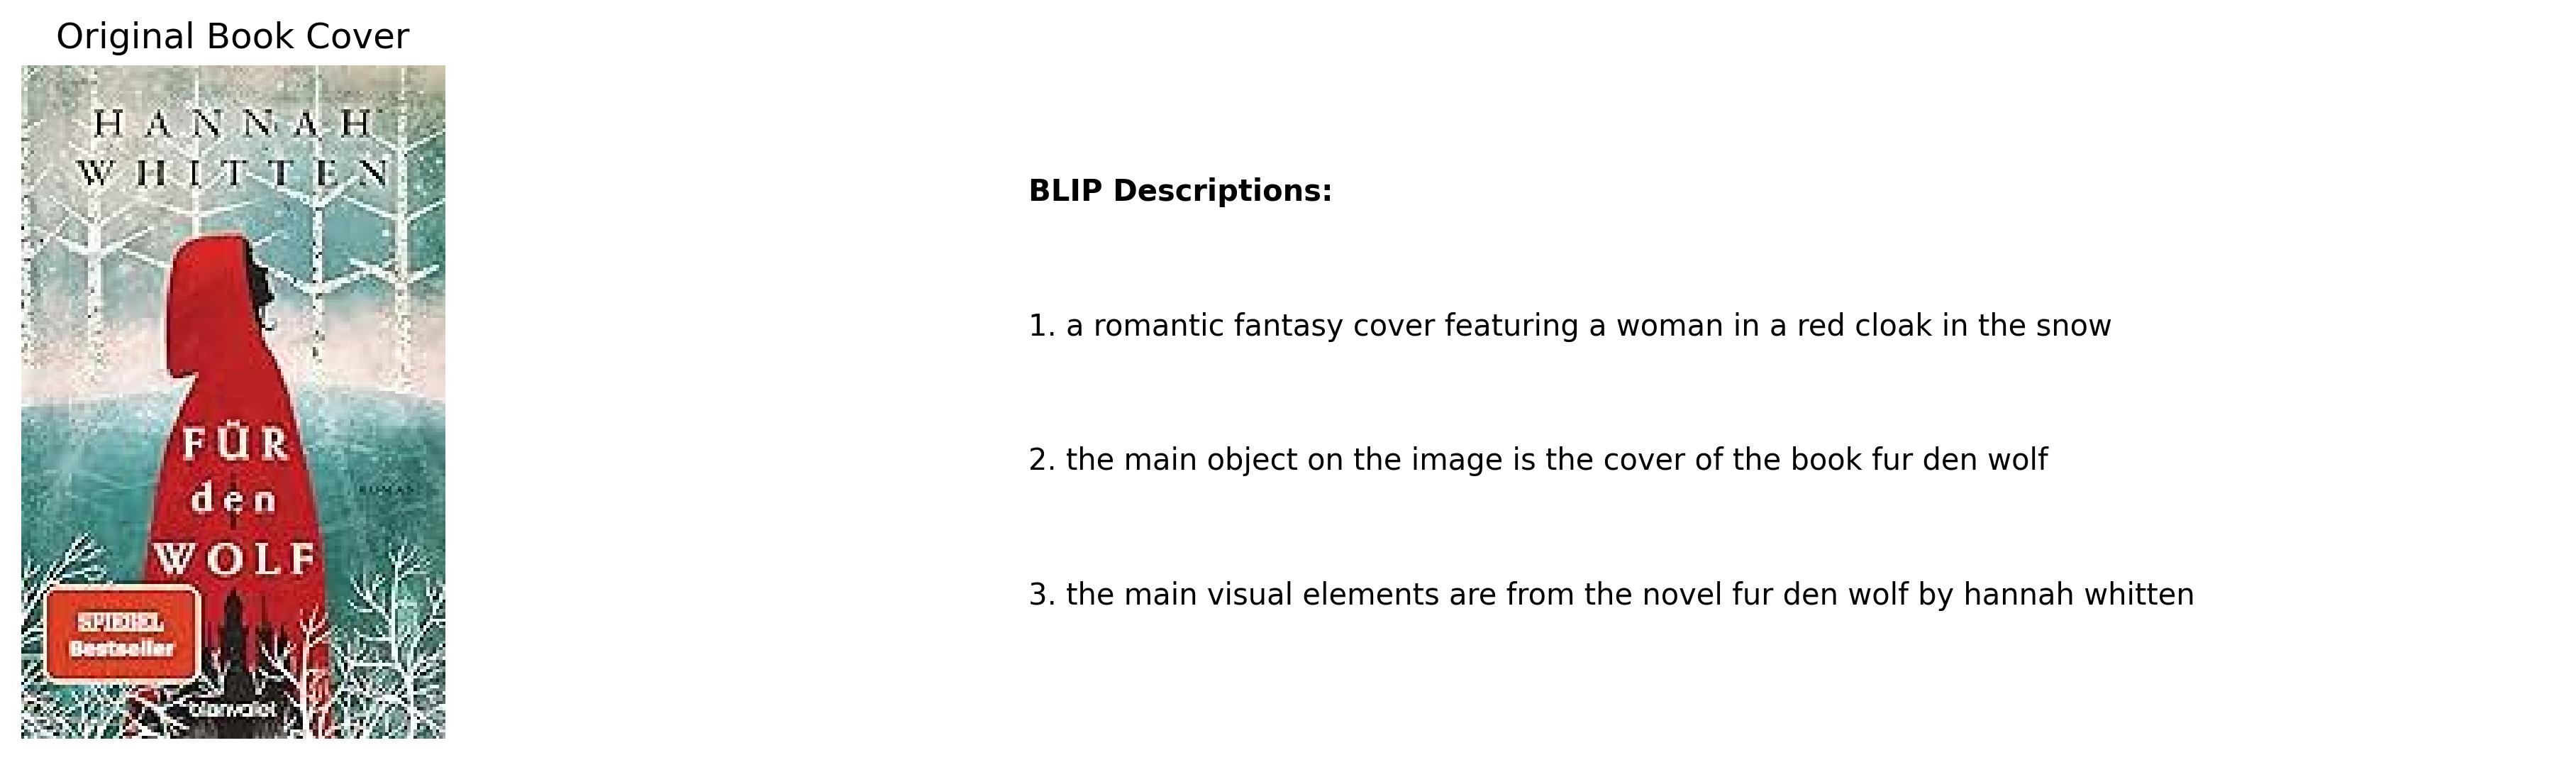 Original Book Cover
HANNAH
WHITTEN
FÜR
den
WOLF
ROMAN
SPIEGEL
Bestseller
blanvalet
BLIP Descriptions:
1. a romantic fantasy cover featuring a woman in a red cloak in the snow
2. the main object on the image is the cover of the book fur den wolf
3. the main visual elements are from the novel fur den wolf by hannah whitten